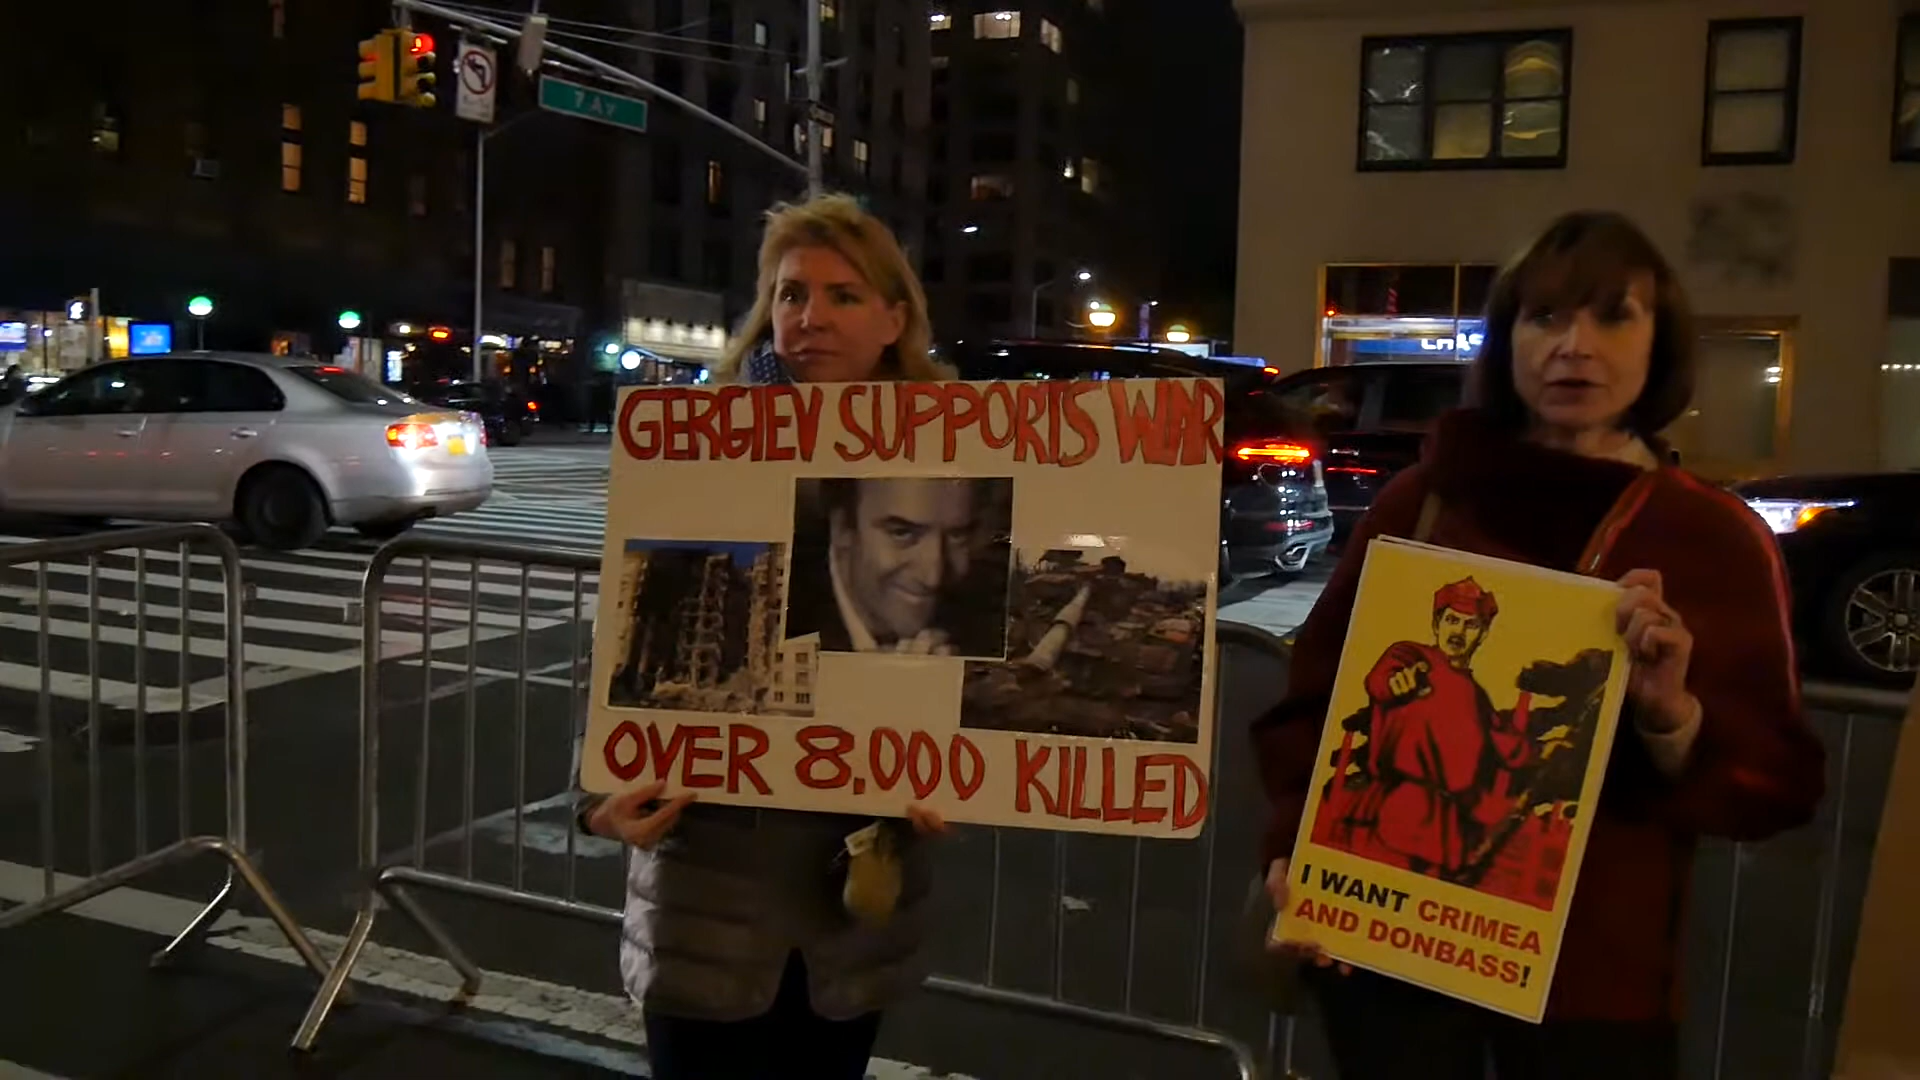 7 AV
GERGIEV SUPPORTS WAR
OVER 8.000 KILLED
I WANT CRIMEA
AND DONBASS!